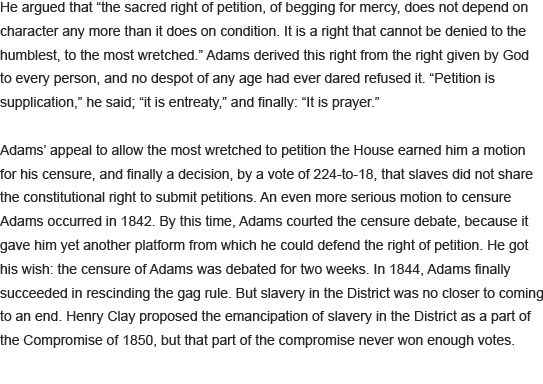 He argued that “the sacred right of petition, of begging for mercy, does not depend on
character any more than it does on condition. It is a right that cannot be denied to the
humblest, to the most wretched.” Adams derived this right from the right given by God
to every person, and no despot of any age had ever dared refused it. “Petition is
supplication,” he said; “it is entreaty,” and finally: “It is prayer.”

Adams’ appeal to allow the most wretched to petition the House earned him a motion
for his censure, and finally a decision, by a vote of 224-to-18, that slaves did not share
the constitutional right to submit petitions. An even more serious motion to censure
Adams occurred in 1842. By this time, Adams courted the censure debate, because it
gave him yet another platform from which he could defend the right of petition. He got
his wish: the censure of Adams was debated for two weeks. In 1844, Adams finally
succeeded in rescinding the gag rule. But slavery in the District was no closer to coming
to an end. Henry Clay proposed the emancipation of slavery in the District as a part of
the Compromise of 1850, but that part of the compromise never won enough votes.